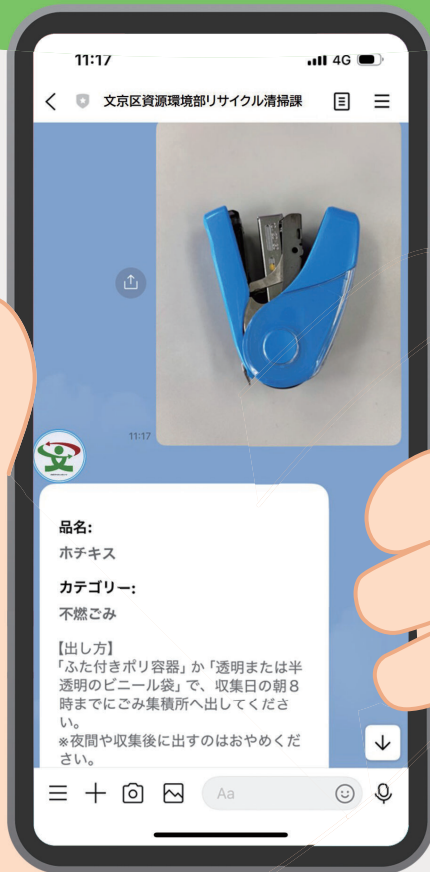 11:17
4G
文京区資源環境部リサイクル清掃課
11:17
品名:
ホチキス
カテゴリー:
不燃ごみ
【出し方】
「ふた付きポリ容器」か「透明または半
透明のビニール袋」で、収集日の朝8
時までにごみ集積所へ出してくださ
い。
※夜間や収集後に出すのはおやめくだ
さい。
Aa